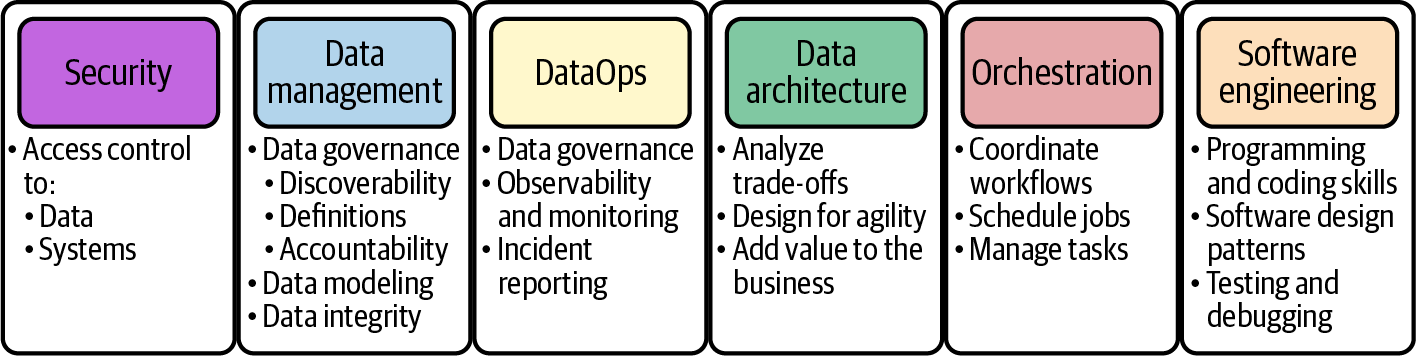 Security
• Access control
to:
• Data
• Systems
Data
management
• Data governance
• Discoverability
• Definitions
• Accountability
• Data modeling
• Data integrity
DataOps
• Data governance
• Observability
and monitoring
• Incident
reporting
Data
architecture
• Analyze
trade-offs
• Design for agility
• Add value to the
business
Orchestration
• Coordinate
workflows
• Schedule jobs
• Manage tasks
Software
engineering
• Programming
and coding skills
• Software design
patterns
• Testing and
debugging